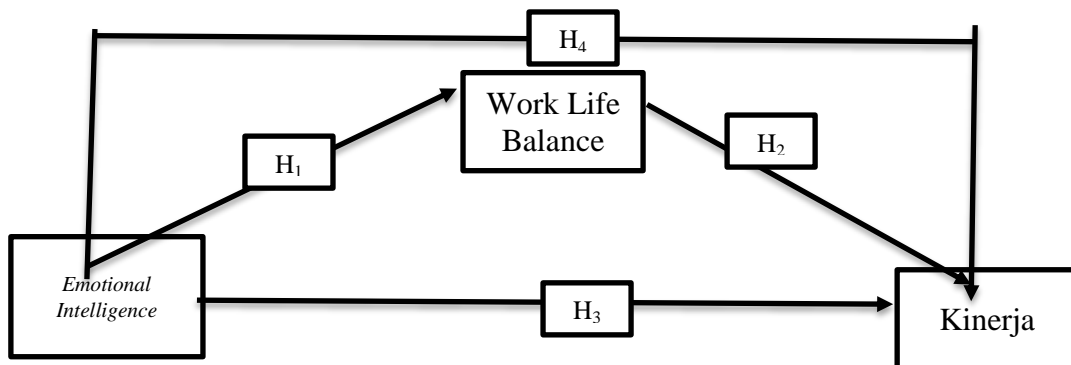 H₄
Work Life
Balance
H₁
H₂
Emotional
Intelligence
H₃
Kinerja